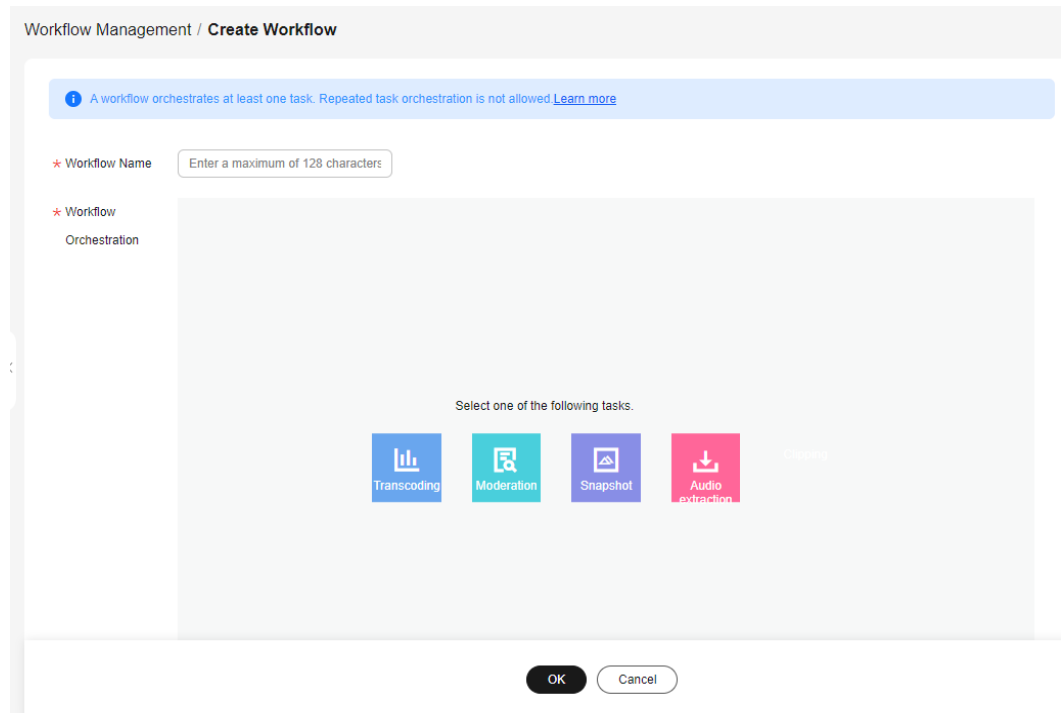 Workflow Management / Create Workflow
A workflow orchestrates at least one task. Repeated task orchestration is not allowed.Learn more
* Workflow Name
Enter a maximum of 128 characters
* Workflow
Orchestration
Select one of the following tasks.
Transcoding
Moderation
Snapshot
Audio
extraction
OK
Cancel